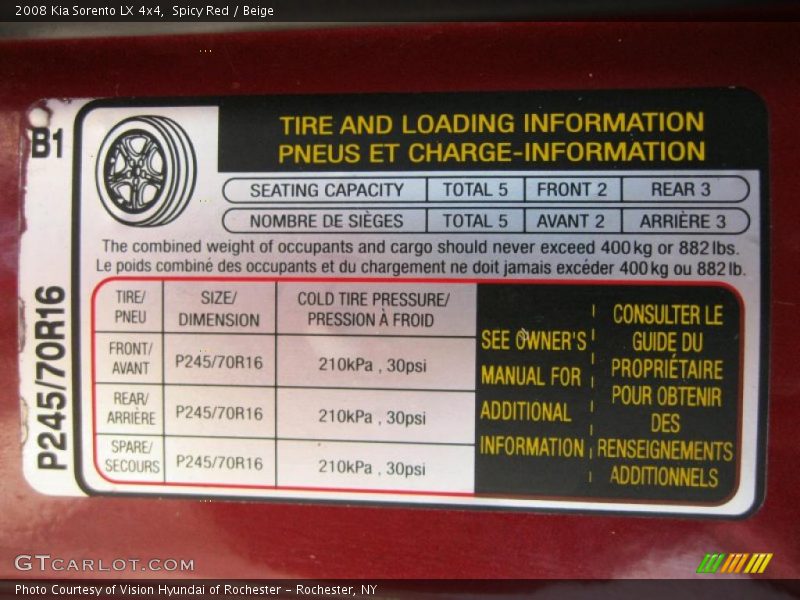 2008 Kia Sorento LX 4x4,  Spicy Red / Beige
B1
P245/70R16
TIRE AND LOADING INFORMATION
PNEUS ET CHARGE-INFORMATION
SEATING CAPACITY TOTAL 5 FRONT 2 REAR 3
NOMBRE DE SIÈGES TOTAL 5 AVANT 2 ARRIÈRE 3
The combined weight of occupants and cargo should never exceed 400 kg or 882 lbs.
Le poids combiné des occupants et du chargement ne doit jamais excéder 400 kg ou 882 lb.
TIRE/
PNEU
SIZE/
DIMENSION
COLD TIRE PRESSURE/
PRESSION À FROID
FRONT/
AVANT
P245/70R16
210kPa , 30psi
REAR/
ARRIÈRE
P245/70R16
210kPa , 30psi
SPARE/
SECOURS
P245/70R16
210kPa , 30psi
SEE OWNER'S
MANUAL FOR
ADDITIONAL
INFORMATION
CONSULTER LE
GUIDE DU
PROPRIÉTAIRE
POUR OBTENIR
DES
RENSEIGNEMENTS
ADDITIONNELS
GTCARLOT.COM
Photo Courtesy of Vision Hyundai of Rochester – Rochester, NY